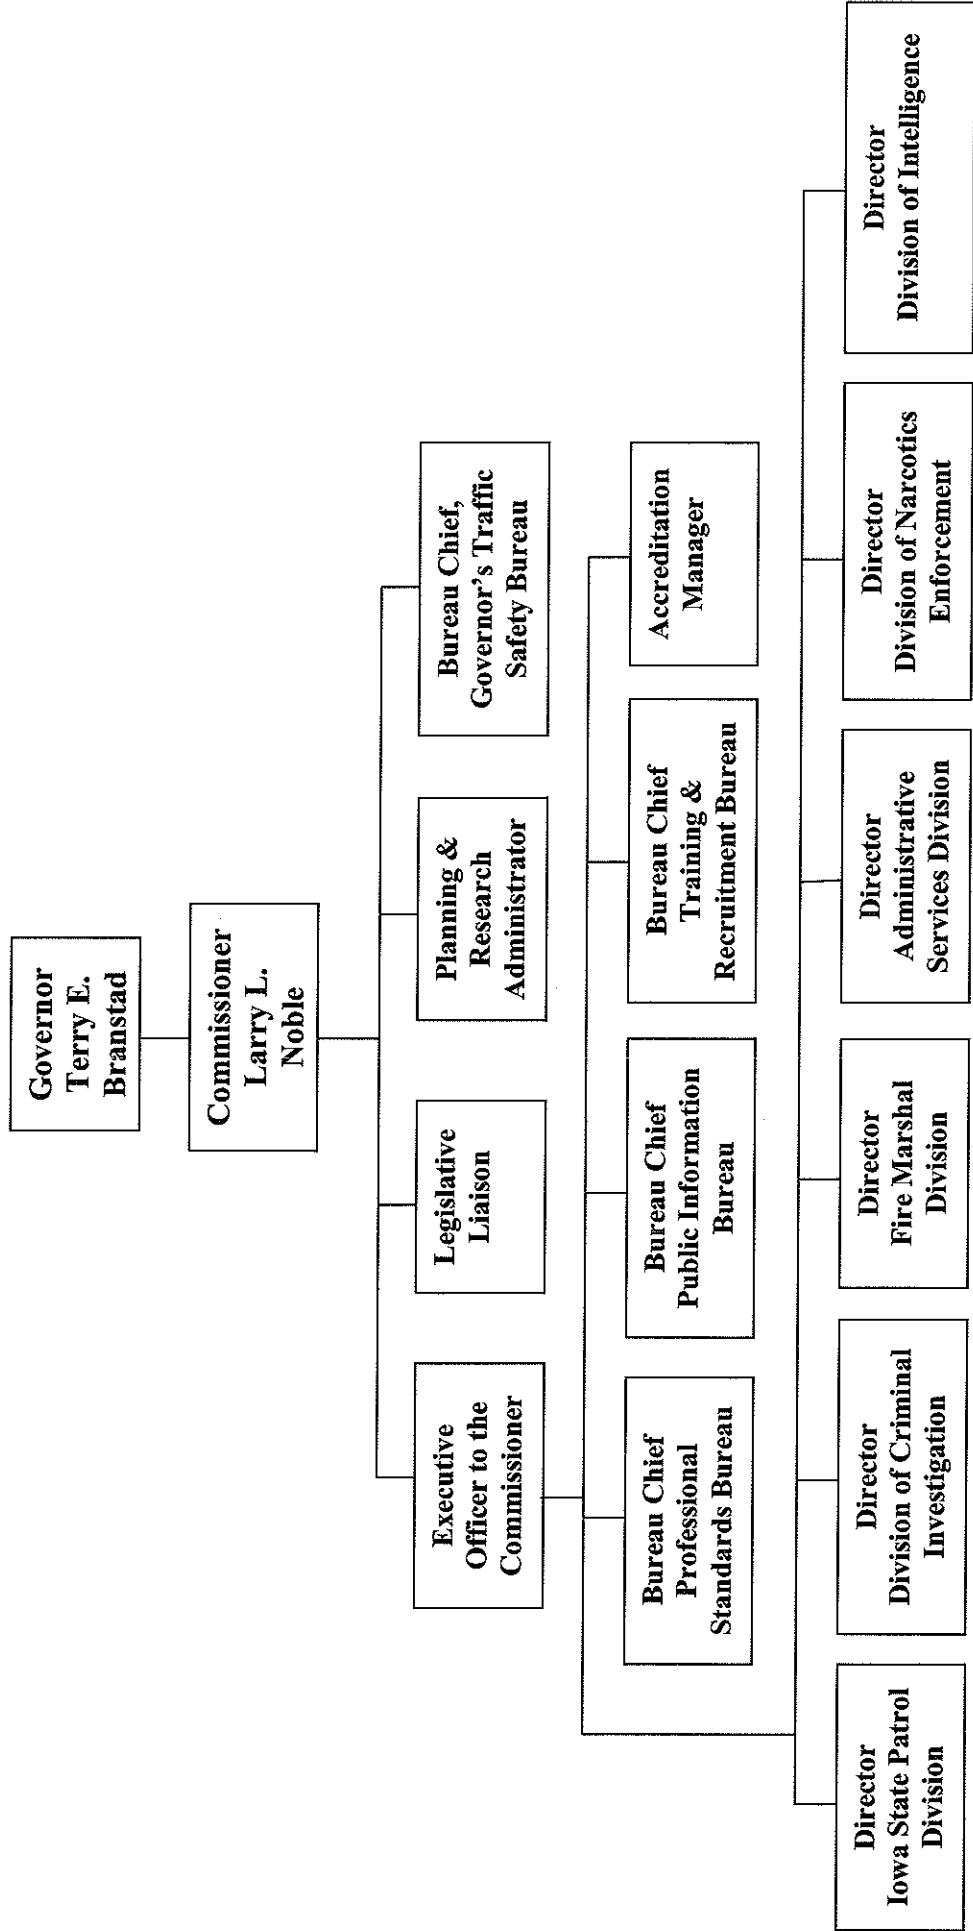 Governor
Terry E.
Branstad
Commissioner
Larry L.
Noble
Executive
Officer to the
Commissioner
Legislative
Liaison
Planning &
Research
Administrator
Bureau Chief,
Governor's Traffic
Safety Bureau
Bureau Chief
Professional
Standards Bureau
Bureau Chief
Public Information
Bureau
Bureau Chief
Training &
Recruitment Bureau
Accreditation
Manager
Director
Iowa State Patrol
Division
Director
Division of Criminal
Investigation
Director
Fire Marshal
Division
Director
Administrative
Services Division
Director
Division of Narcotics
Enforcement
Director
Division of Intelligence